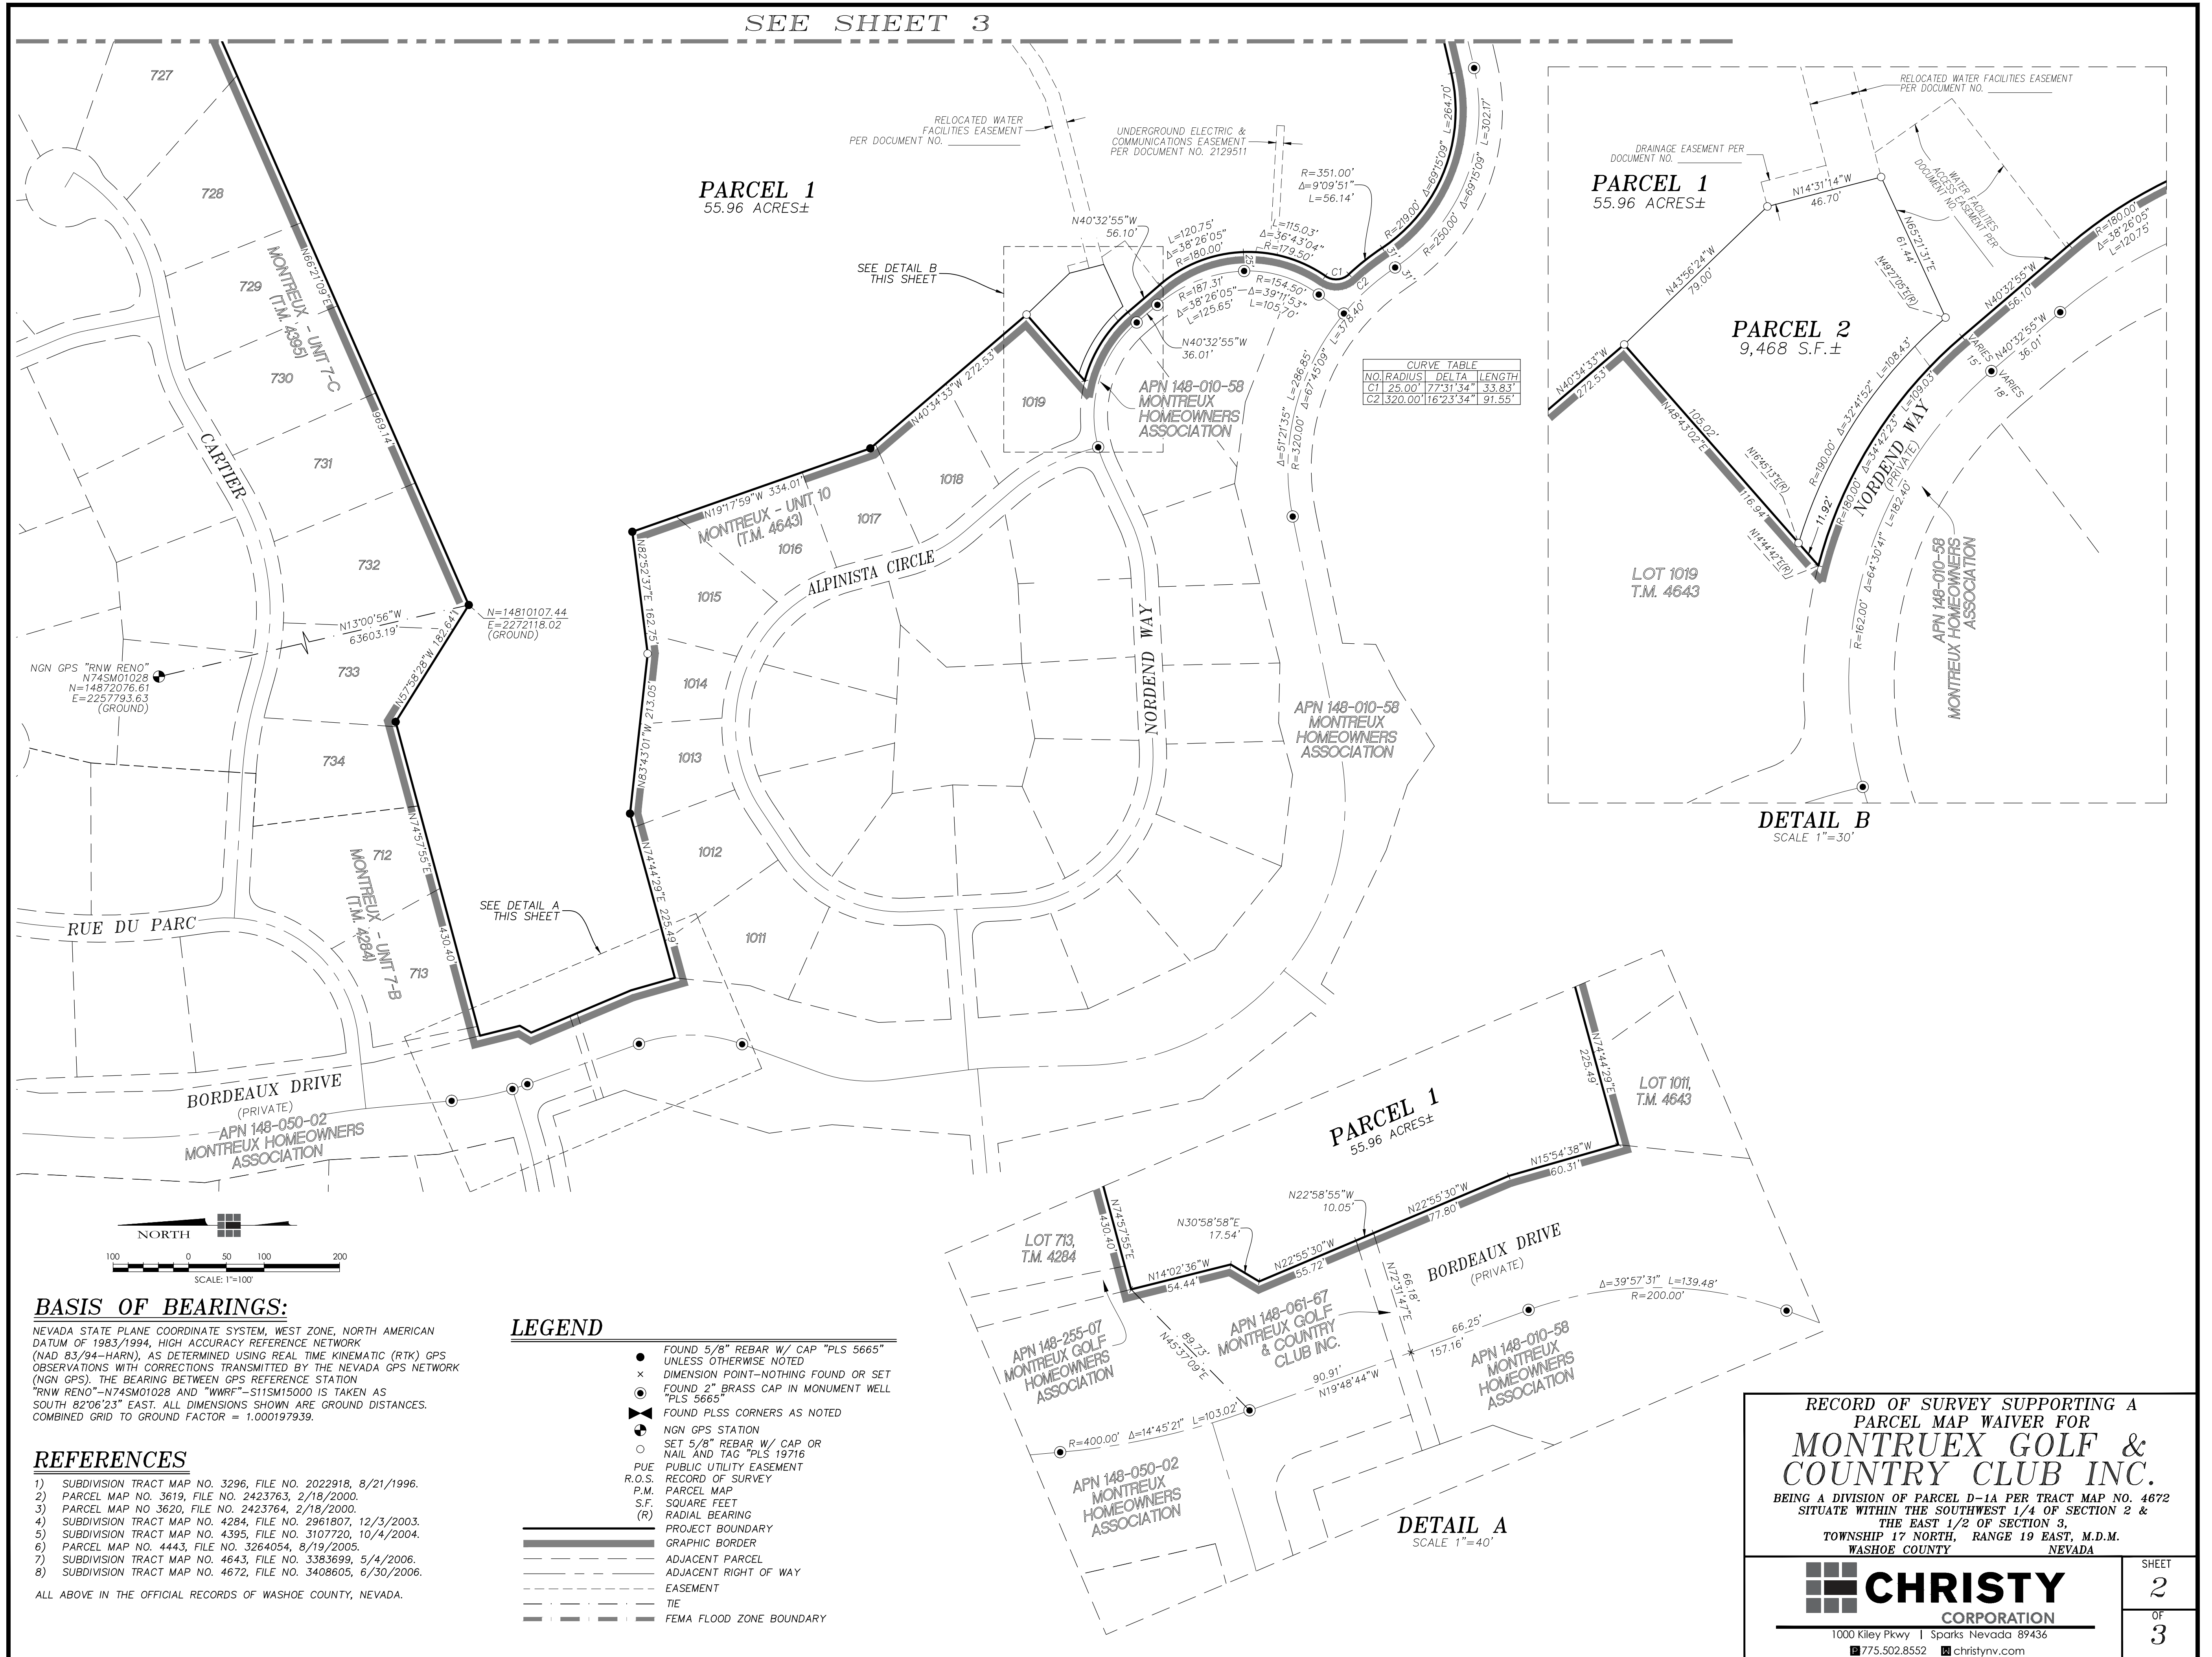 SEE SHEET 3
727
728
729
730
731
732
733
734
712
713
MONTREUX - UNIT 7-C
(T.M. 4395)
N66°21'09"E
969.14'
CARTIER
RUE DU PARC
MONTREUX - UNIT 7-B
(T.M. 4284)
N13°00'56"W
63603.19'
N=14810107.44
E=2272118.02
(GROUND)
NGN GPS "RNW RENO"
N74SM01028
N=14872076.61
E=2257793.63
(GROUND)
N57°58'28"W 182.64'
N74°57'55"E
430.40'
BORDEAUX DRIVE
(PRIVATE)
APN 148-050-02
MONTREUX HOMEOWNERS
ASSOCIATION
SEE DETAIL A
THIS SHEET
PARCEL 1
55.96 ACRES±
RELOCATED WATER
FACILITIES EASEMENT
PER DOCUMENT NO.
UNDERGROUND ELECTRIC &
COMMUNICATIONS EASEMENT
PER DOCUMENT NO. 2129511
SEE DETAIL B
THIS SHEET
N40°32'55"W
56.10'
L=120.75'
Δ=38°26'05"
R=180.00'
L=115.03'
Δ=36°43'04"
R=179.50'
R=351.00'
Δ=9°09'51"
L=56.14'
R=219.00' Δ=69°15'09" L=264.70'
R=250.00' Δ=69°15'09" L=302.17'
25'
31'
31'
C1
C2
R=187.31'
Δ=38°26'05"
L=125.65'
R=154.50'
Δ=39°11'53"
L=105.70'
L=378.40'
Δ=67°45'09"
R=320.00'
L=286.85'
Δ=51°21'35"
N40°32'55"W
36.01'
APN 148-010-58
MONTREUX
HOMEOWNERS
ASSOCIATION
CURVE TABLE
NO. RADIUS DELTA LENGTH
C1 25.00' 77°31'34" 33.83'
C2 320.00' 16°23'34" 91.55'
N40°34'33"W 272.53'
N19°17'59"W 334.01'
MONTREUX - UNIT 10
(T.M. 4643)
N82°52'37"E 162.75'
N83°43'01"W 213.05'
N74°44'29"E 225.49'
1019
1018
1017
1016
1015
1014
1013
1012
1011
ALPINISTA CIRCLE
NORDEND WAY
APN 148-010-58
MONTREUX
HOMEOWNERS
ASSOCIATION
RELOCATED WATER FACILITIES EASEMENT
PER DOCUMENT NO.
DRAINAGE EASEMENT PER
DOCUMENT NO.
WATER FACILITIES
ACCESS EASEMENT PER
DOCUMENT NO.
PARCEL 1
55.96 ACRES±
N14°31'14"W
46.70'
N43°56'24"W
79.00'
N65°21'31"E
61.44'
N49°27'05"E(R)
PARCEL 2
9,468 S.F.±
N40°32'55"W
56.10'
R=180.00'
Δ=38°26'05"
L=120.75'
N40°34'33"W
272.53'
N40°32'55"W
36.01'
VARIES
15'
VARIES
18'
105.02'
N48°43'02"E
116.94'
N16°45'13"E(R)
N14°44'42"E(R)
11.92'
R=190.00' Δ=32°41'52" L=108.43'
R=180.00' Δ=34°42'23" L=109.03'
NORDEND WAY
(PRIVATE)
R=162.00' Δ=64°30'41" L=182.40'
APN 148-010-58
MONTREUX HOMEOWNERS
ASSOCIATION
LOT 1019
T.M. 4643
DETAIL B
SCALE 1"=30'
PARCEL 1
55.96 ACRES±
N74°44'29"E
225.49'
LOT 1011,
T.M. 4643
N15°54'38"W
60.31'
N22°55'30"W
77.80'
N22°58'55"W
10.05'
N22°55'30"W
55.72'
N30°58'58"E
17.54'
N14°02'36"W
54.44'
N74°57'55"E
430.40'
LOT 713,
T.M. 4284
BORDEAUX DRIVE
(PRIVATE)
66.18'
N72°31'47"E
Δ=39°57'31" L=139.48'
R=200.00'
66.25'
157.16'
APN 148-061-67
MONTREUX GOLF
& COUNTRY
CLUB INC.
89.73'
N45°37'09"E
90.91'
N19°48'44"W
R=400.00' Δ=14°45'21" L=103.02'
APN 148-255-07
MONTREUX GOLF
HOMEOWNERS
ASSOCIATION
APN 148-010-58
MONTREUX
HOMEOWNERS
ASSOCIATION
APN 148-050-02
MONTREUX
HOMEOWNERS
ASSOCIATION
DETAIL A
SCALE 1"=40'
NORTH
100 0 50 100 200
SCALE: 1"=100'
BASIS OF BEARINGS:
NEVADA STATE PLANE COORDINATE SYSTEM, WEST ZONE, NORTH AMERICAN
DATUM OF 1983/1994, HIGH ACCURACY REFERENCE NETWORK
(NAD 83/94-HARN), AS DETERMINED USING REAL TIME KINEMATIC (RTK) GPS
OBSERVATIONS WITH CORRECTIONS TRANSMITTED BY THE NEVADA GPS NETWORK
(NGN GPS). THE BEARING BETWEEN GPS REFERENCE STATION
"RNW RENO"-N74SM01028 AND "WWRF"-S11SM15000 IS TAKEN AS
SOUTH 82°06'23" EAST. ALL DIMENSIONS SHOWN ARE GROUND DISTANCES.
COMBINED GRID TO GROUND FACTOR = 1.000197939.
REFERENCES
1) SUBDIVISION TRACT MAP NO. 3296, FILE NO. 2022918, 8/21/1996.
2) PARCEL MAP NO. 3619, FILE NO. 2423763, 2/18/2000.
3) PARCEL MAP NO 3620, FILE NO. 2423764, 2/18/2000.
4) SUBDIVISION TRACT MAP NO. 4284, FILE NO. 2961807, 12/3/2003.
5) SUBDIVISION TRACT MAP NO. 4395, FILE NO. 3107720, 10/4/2004.
6) PARCEL MAP NO. 4443, FILE NO. 3264054, 8/19/2005.
7) SUBDIVISION TRACT MAP NO. 4643, FILE NO. 3383699, 5/4/2006.
8) SUBDIVISION TRACT MAP NO. 4672, FILE NO. 3408605, 6/30/2006.
ALL ABOVE IN THE OFFICIAL RECORDS OF WASHOE COUNTY, NEVADA.
LEGEND
FOUND 5/8" REBAR W/ CAP "PLS 5665"
UNLESS OTHERWISE NOTED
DIMENSION POINT-NOTHING FOUND OR SET
FOUND 2" BRASS CAP IN MONUMENT WELL
"PLS 5665"
FOUND PLSS CORNERS AS NOTED
NGN GPS STATION
SET 5/8" REBAR W/ CAP OR
NAIL AND TAG "PLS 19716
PUE PUBLIC UTILITY EASEMENT
R.O.S. RECORD OF SURVEY
P.M. PARCEL MAP
S.F. SQUARE FEET
(R) RADIAL BEARING
PROJECT BOUNDARY
GRAPHIC BORDER
ADJACENT PARCEL
ADJACENT RIGHT OF WAY
EASEMENT
TIE
FEMA FLOOD ZONE BOUNDARY
RECORD OF SURVEY SUPPORTING A
PARCEL MAP WAIVER FOR
MONTRUEX GOLF &
COUNTRY CLUB INC.
BEING A DIVISION OF PARCEL D-1A PER TRACT MAP NO. 4672
SITUATE WITHIN THE SOUTHWEST 1/4 OF SECTION 2 &
THE EAST 1/2 OF SECTION 3,
TOWNSHIP 17 NORTH, RANGE 19 EAST, M.D.M.
WASHOE COUNTY NEVADA
CHRISTY
CORPORATION
1000 Kiley Pkwy | Sparks Nevada 89436
P 775.502.8552 W christynv.com
SHEET
2
OF
3